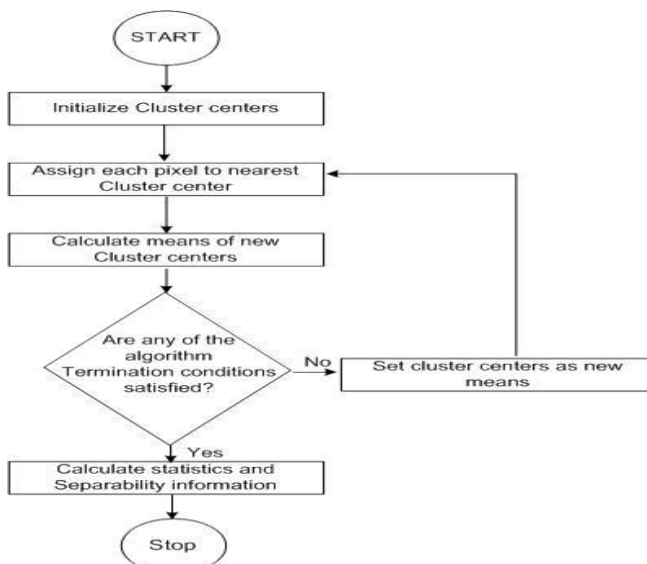 START
Initialize Cluster centers
Assign each pixel to nearest
Cluster center
Calculate means of new
Cluster centers
Are any of the
algorithm
Termination conditions
satisfied?
No
Set cluster centers as new
means
Yes
Calculate statistics and
Separability information
Stop